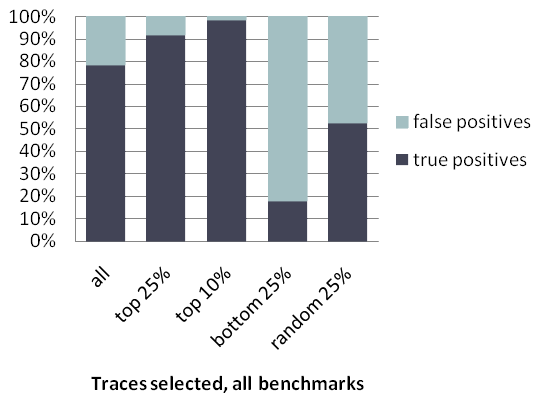 100%
90%
80%
70%
60%
50%
40%
30%
20%
10%
0%
all
top 25%
top 10%
bottom 25%
random 25%
false positives
true positives
Traces selected, all benchmarks